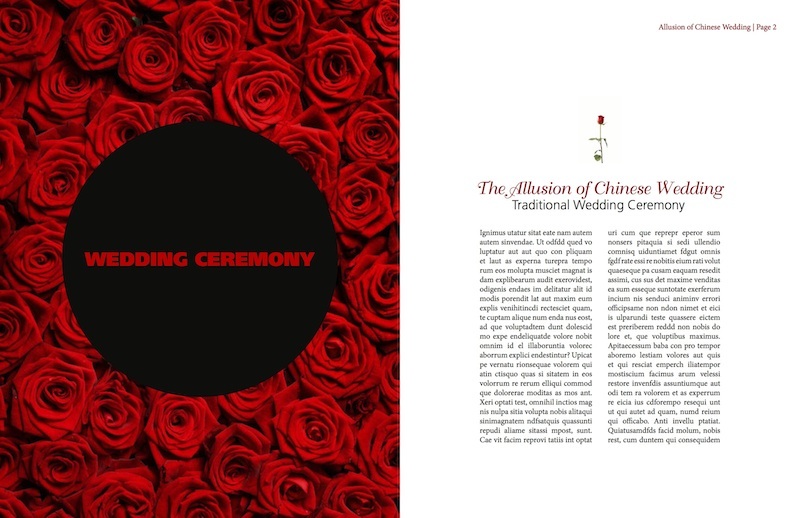 WEDDING CEREMONY
Allusion of Chinese Wedding | Page 2
The Allusion of Chinese Wedding
Traditional Wedding Ceremony
Ignimus utatur sitat eate nam autem
autem sinvendae. Ut odfdd qued vo
luptatur aut aut quo con pliquam
et laut as experna turepra tempo
rum eos molupta musciet magnat is
dam explibearum audit exerovidest,
odigenis endaes im delitatur alit id
modis porendit lat aut maxim eum
explis venihitincdi rectesciet quam,
te cuptam alique num enda nus eost,
ad que voluptadtem dunt dolescid
mo expe endeliquatde volore nobit
omnim id el illaboruntia volorec
aborrum explici endestintur? Upicat
pe vernatu rionsequae volorem qui
atin ctisquo quas si sitatem in eos
volorrum re rerum elliqui commod
que dolorerae moditas as mos ant.
Xeri optati test, omnihil inctios mag
nis nulpa sitia volupta nobis alitaqui
sinimagnatem ndfsatquis quassunti
repudi aliame sitassi mpost, sunt.
Cae vit facim reprovi tatiis int optat
uri cum que reprepr eperor sum
nonsers pitaquia si sedi ullendio
comnisq uiduntiamet fdgut omnis
fgdf rate essi re nobitis eium rati volut
quaeseque pa cusam eaquam resedit
assimi, cus sus det maxime venditas
ea sum esseque suntotate exerferum
incium nis senduci animinv errori
officipsame non ndon nimet et eici
is ulparundi teste quassere eictem
est preriberem reddd non nobis do
lore et, que voluptibus maximus.
Apitaecessum baba con pro tempor
aboremo lestiam volores aut quis
et qui resciat emperch iliatempor
mostiscium facimus arum velessi
restore invenfdis assuntiumque aut
odi tem ra volorem et as experrum
re eicia ius cdforempo resequi unt
ut qui autet ad quam, numd reium
qui officabo. Anti invellu ptatiat.
Quiatusamdfds facid molum, nobis
rest, cum duntem qui consequidem